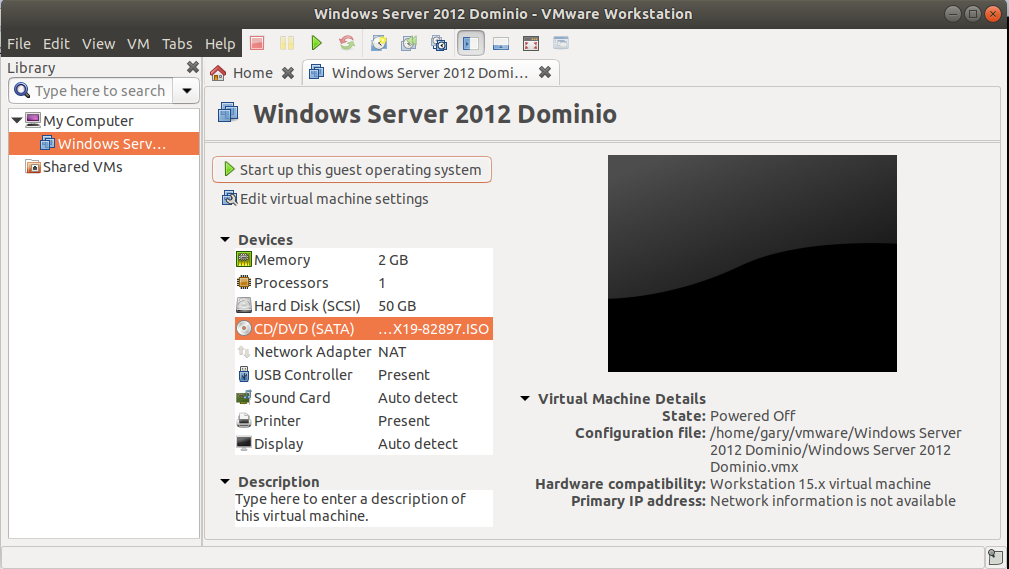 Windows Server 2012 Dominio - VMware Workstation
File Edit View VM Tabs Help
Library
Type here to search
My Computer
Windows Serv…
Shared VMs
Home
Windows Server 2012 Domi…
Windows Server 2012 Dominio
Start up this guest operating system
Edit virtual machine settings
Devices
Memory 2 GB
Processors 1
Hard Disk (SCSI) 50 GB
CD/DVD (SATA) …X19-82897.ISO
Network Adapter NAT
USB Controller Present
Sound Card Auto detect
Printer Present
Display Auto detect
Description
Type here to enter a description of
this virtual machine.
Virtual Machine Details
State: Powered Off
Configuration file: /home/gary/vmware/Windows Server
2012 Dominio/Windows Server 2012
Dominio.vmx
Hardware compatibility: Workstation 15.x virtual machine
Primary IP address: Network information is not available